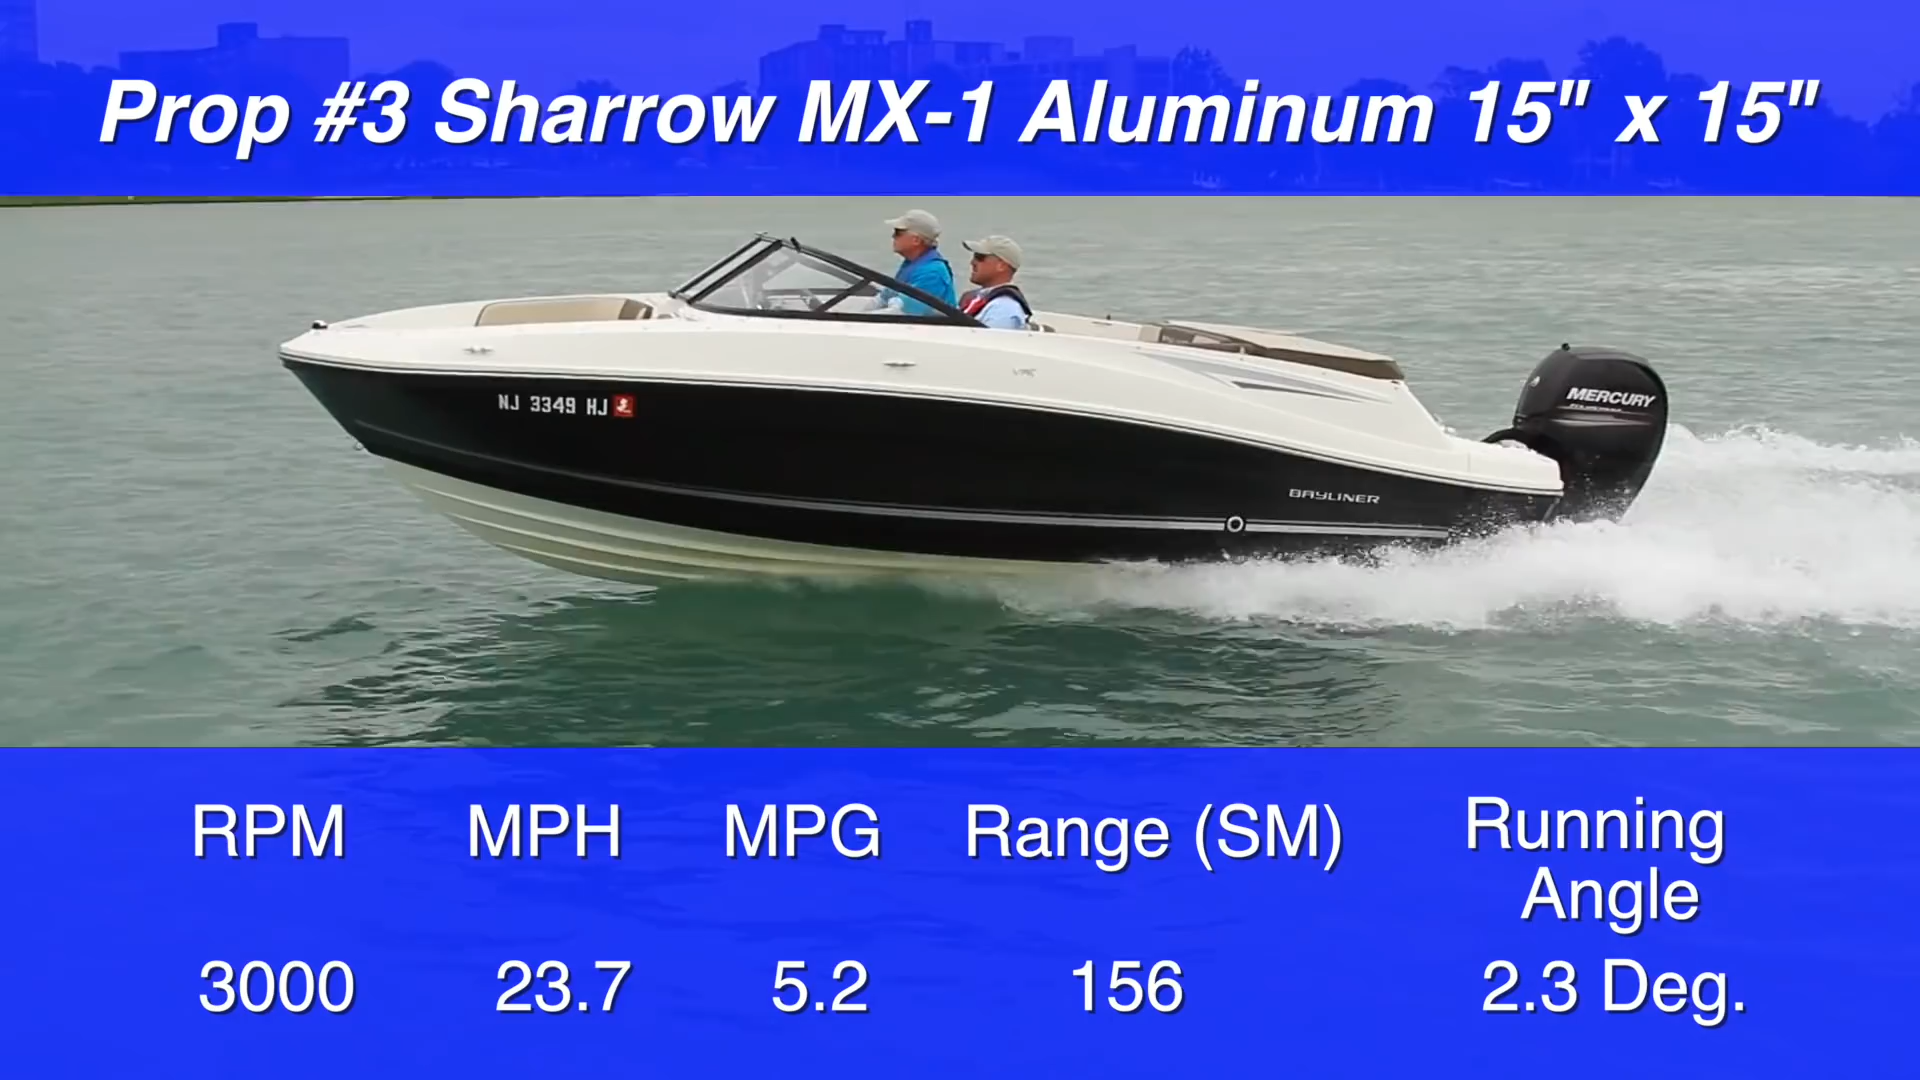 Prop #3 Sharrow MX-1 Aluminum 15" x 15"
MERCURY
NJ 3349 HJ
BAYLINER
RPM MPH MPG Range (SM) Running Angle
3000 23.7 5.2 156 2.3 Deg.